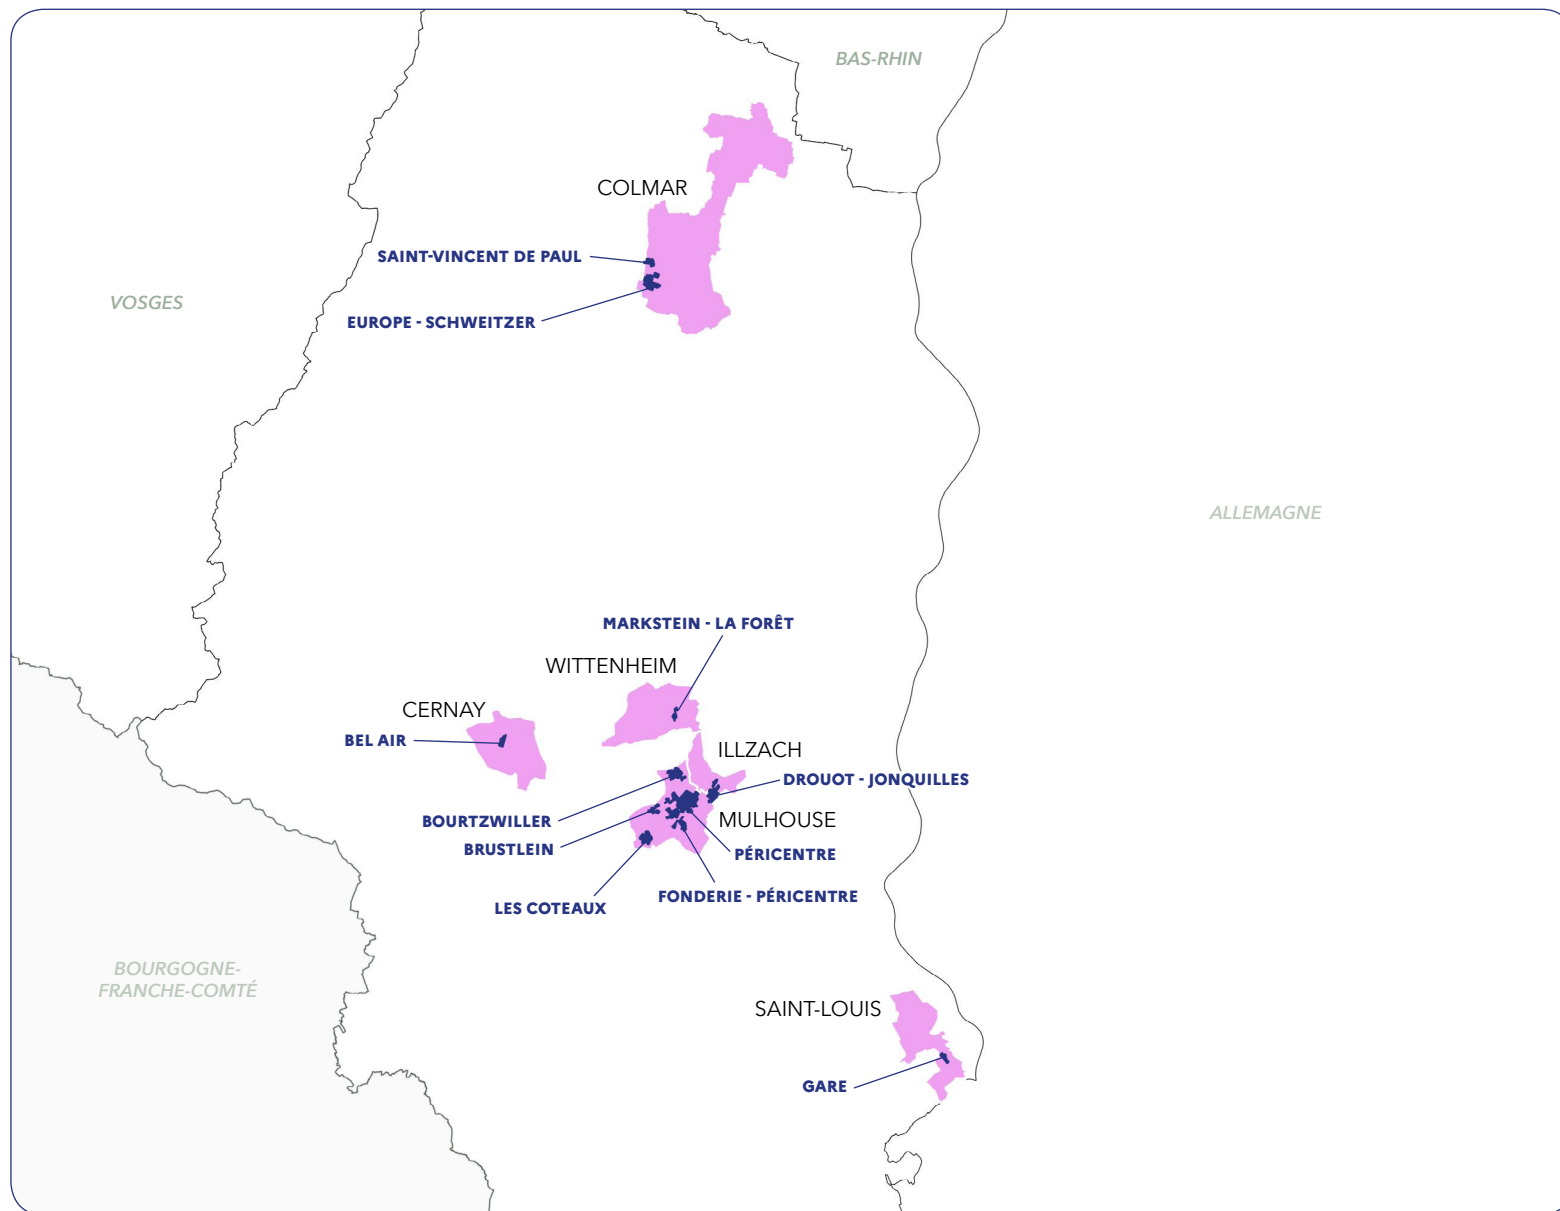 BAS-RHIN
COLMAR
SAINT-VINCENT DE PAUL
VOSGES
EUROPE - SCHWEITZER
ALLEMAGNE
MARKSTEIN - LA FORÊT
WITTENHEIM
CERNAY
BEL AIR
ILLZACH
DROUOT - JONQUILLES
BOURTZWILLER
MULHOUSE
BRUSTLEIN
PÉRICENTRE
FONDERIE - PÉRICENTRE
LES COTEAUX
BOURGOGNE-
FRANCHE-COMTÉ
SAINT-LOUIS
GARE